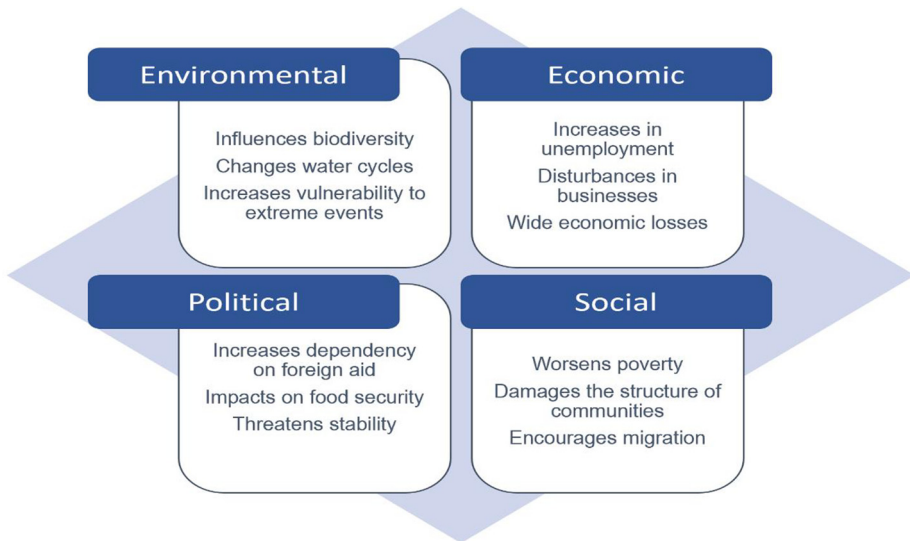 Environmental
Influences biodiversity
Changes water cycles
Increases vulnerability to
extreme events
Economic
Increases in
unemployment
Disturbances in
businesses
Wide economic losses
Political
Increases dependency
on foreign aid
Impacts on food security
Threatens stability
Social
Worsens poverty
Damages the structure of
communities
Encourages migration